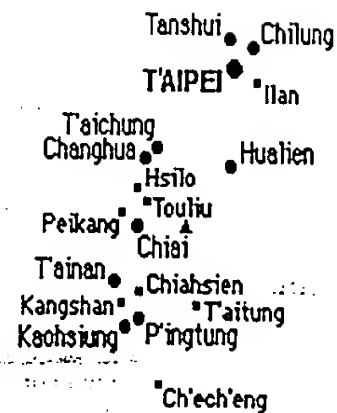 Tanshui
Chilung
T'AIPEI
Ilan
T'aichung
Changhua
Hualien
Hsilo
Touliu
Peikang
Chiai
T'ainan
Chiahsien
Kangshan
T'aitung
Kaohsiung
P'ingtung
Ch'ech'eng